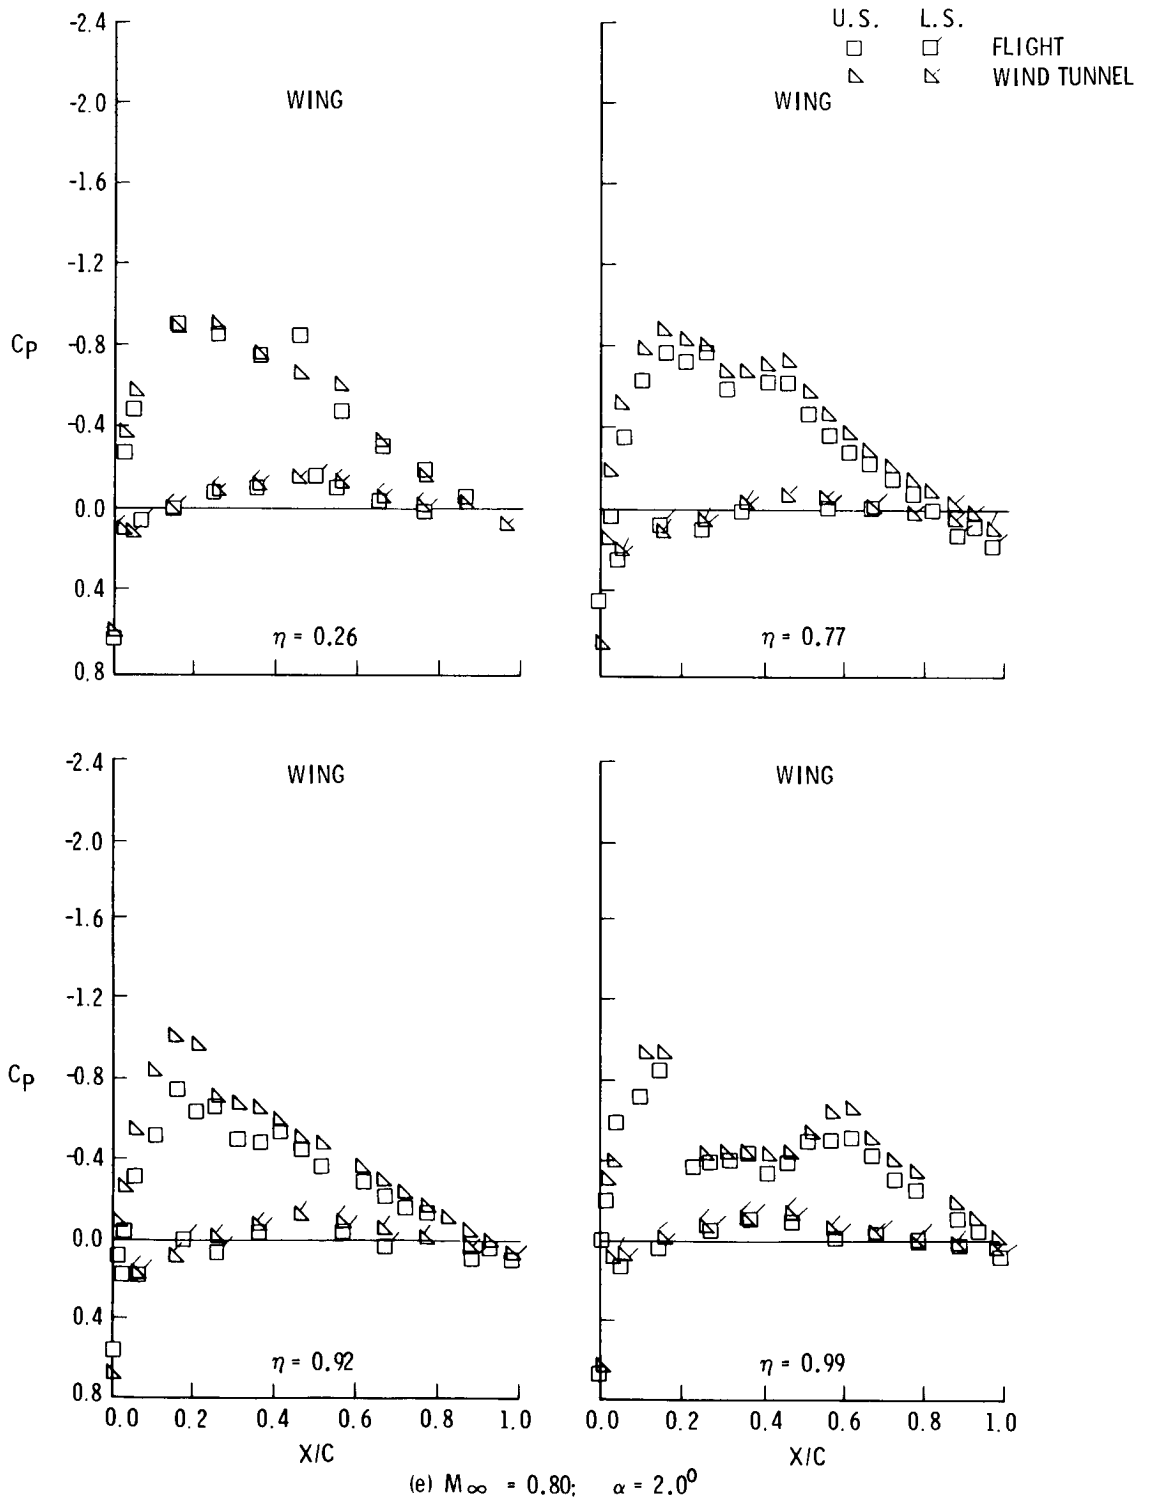 U.S. L.S.
FLIGHT
WIND TUNNEL
-2.4
-2.0
-1.6
-1.2
-0.8
-0.4
0.0
0.4
0.8
CP
WING
η = 0.26
WING
η = 0.77
-2.4
-2.0
-1.6
-1.2
-0.8
-0.4
0.0
0.4
0.8
CP
WING
η = 0.92
0.0 0.2 0.4 0.6 0.8 1.0
X/C
WING
η = 0.99
0.0 0.2 0.4 0.6 0.8 1.0
X/C
(e) M∞ = 0.80; α = 2.0⁰